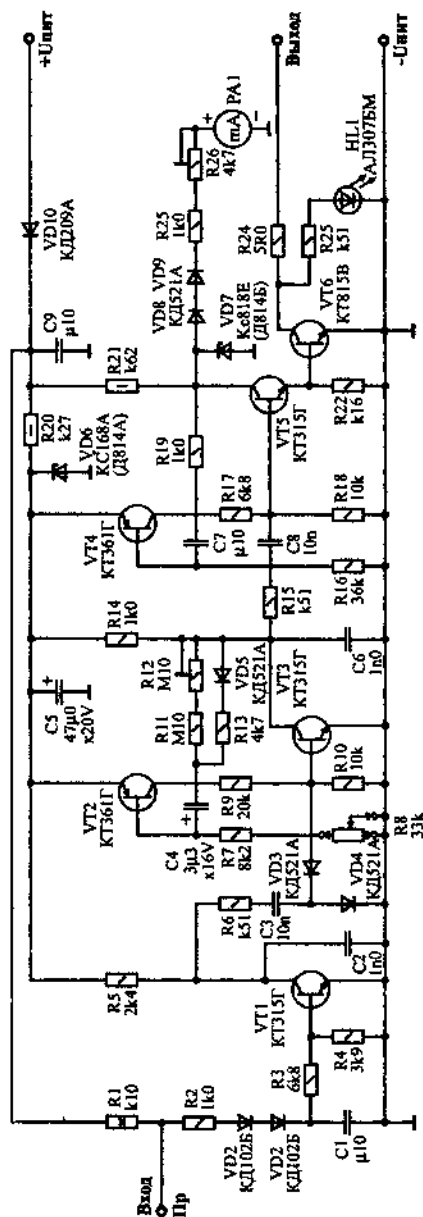 Вход
Пр
R1
k10
R2
1k0
VD2
КД102Б
VD2
КД102Б
C1
µ10
R3
6k8
R4
3k9
VT1
КТ315Г
R5
2k4
C2
1n0
R6
k51
C3
10n
VD3
КД521А
VD4
КД521А
R7
8k2
R8
33k
C4
3µ3
x16V
VT2
КТ361Г
R9
20k
R10
10k
R11
M10
R12
M10
R13
4k7
VD5
КД521А
C5
47µ0
x20V
VT3
КТ315Г
R14
1k0
C6
1n0
R15
k51
R16
36k
VT4
КТ361Г
C7
µ10
C8
10n
R17
6k8
R18
10k
R19
1k0
R20
k27
VD6
КС168А
(Д814А)
R21
k62
C9
µ10
VD10
КД209А
+Uпит
VD8
VD9
КД521А
VD7
Кс818Е
(Д814Б)
R25
1k0
R26
4k7
+
mA
-
PA1
VT5
КТ315Г
R22
k16
VT6
КТ815В
R24
5R0
R25
k51
HL1
АЛ307БМ
Выход
-Uпит